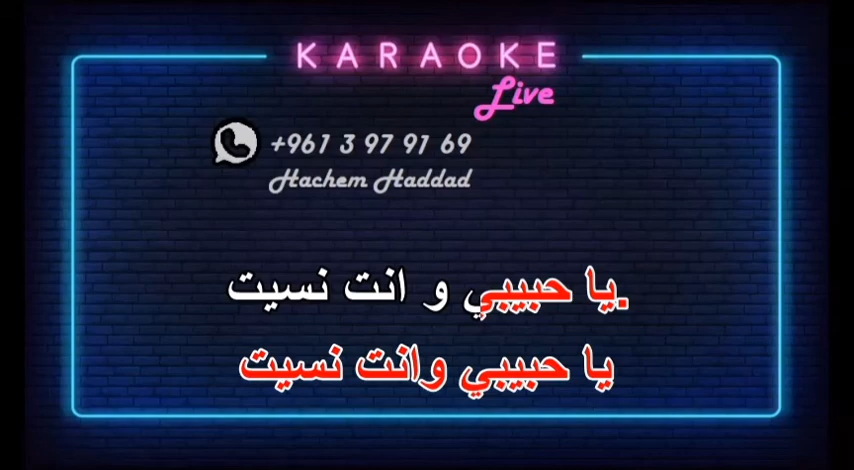 KARAOKE
Live
+961 3 97 91 69
Hachem Haddad
.يا حبيبي و انت نسيت
يا حبيبي وانت نسيت